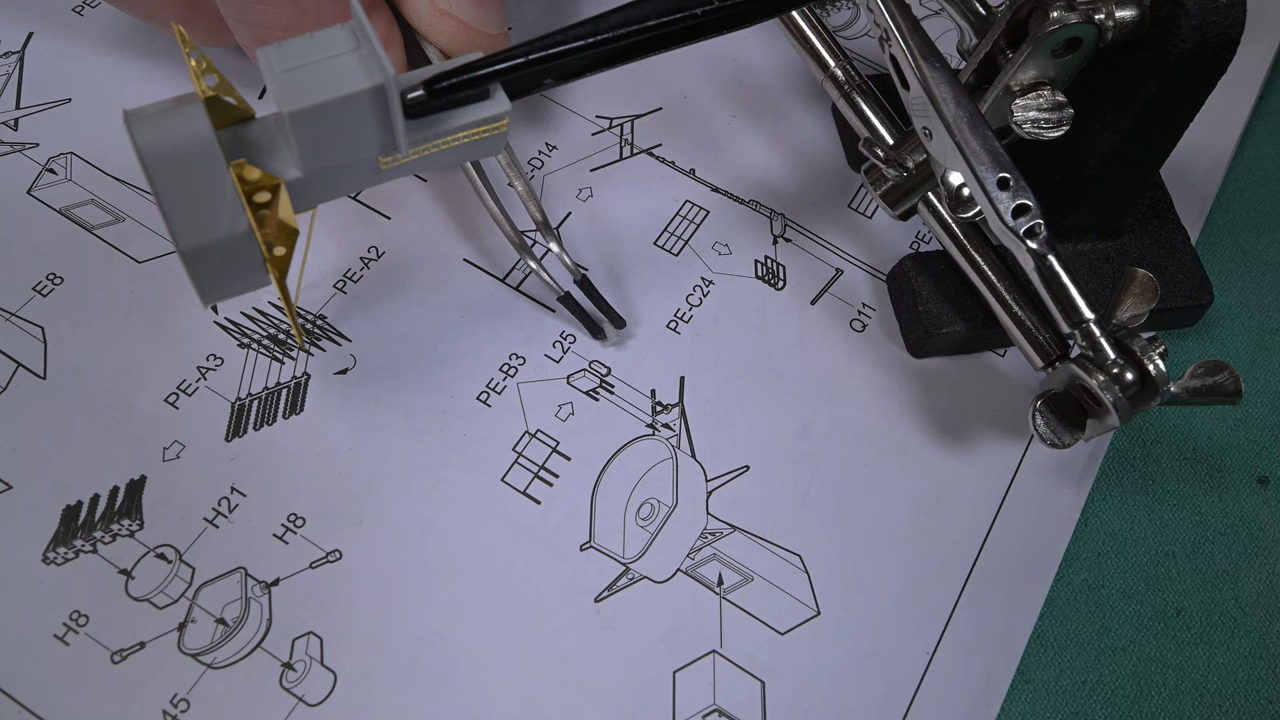 PE
-D14
E8
PE-A2
PE-C24
PE
Q11
L25
PE-B3
PE-A3
H21
H8
H8
45